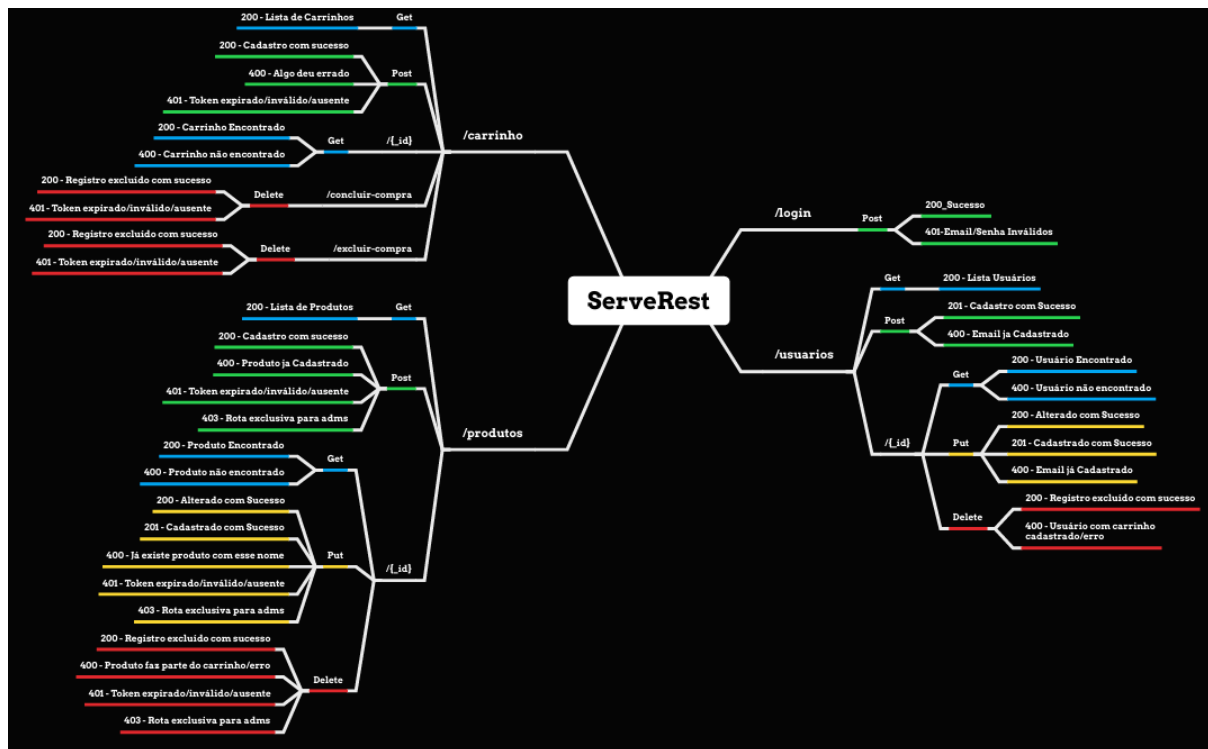 ServeRest
/carrinho
Get
200 - Lista de Carrinhos
Post
200 - Cadastro com sucesso
400 - Algo deu errado
401 - Token expirado/inválido/ausente
/{_id}
Get
200 - Carrinho Encontrado
400 - Carrinho não encontrado
/concluir-compra
Delete
200 - Registro excluído com sucesso
401 - Token expirado/inválido/ausente
/excluir-compra
Delete
200 - Registro excluído com sucesso
401 - Token expirado/inválido/ausente
/produtos
Get
200 - Lista de Produtos
Post
200 - Cadastro com sucesso
400 - Produto ja Cadastrado
401 - Token expirado/inválido/ausente
403 - Rota exclusiva para adms
/{_id}
Get
200 - Produto Encontrado
400 - Produto não encontrado
Put
200 - Alterado com Sucesso
201 - Cadastrado com Sucesso
400 - Já existe produto com esse nome
401 - Token expirado/inválido/ausente
403 - Rota exclusiva para adms
Delete
200 - Registro excluído com sucesso
400 - Produto faz parte do carrinho/erro
401 - Token expirado/inválido/ausente
403 - Rota exclusiva para adms
/login
Post
200_Sucesso
401-Email/Senha Inválidos
/usuarios
Get
200 - Lista Usuários
Post
201 - Cadastro com Sucesso
400 - Email ja Cadastrado
/{_id}
Get
200 - Usuário Encontrado
400 - Usuário não encontrado
Put
200 - Alterado com Sucesso
201 - Cadastrado com Sucesso
400 - Email já Cadastrado
Delete
200 - Registro excluído com sucesso
400 - Usuário com carrinho
cadastrado/erro